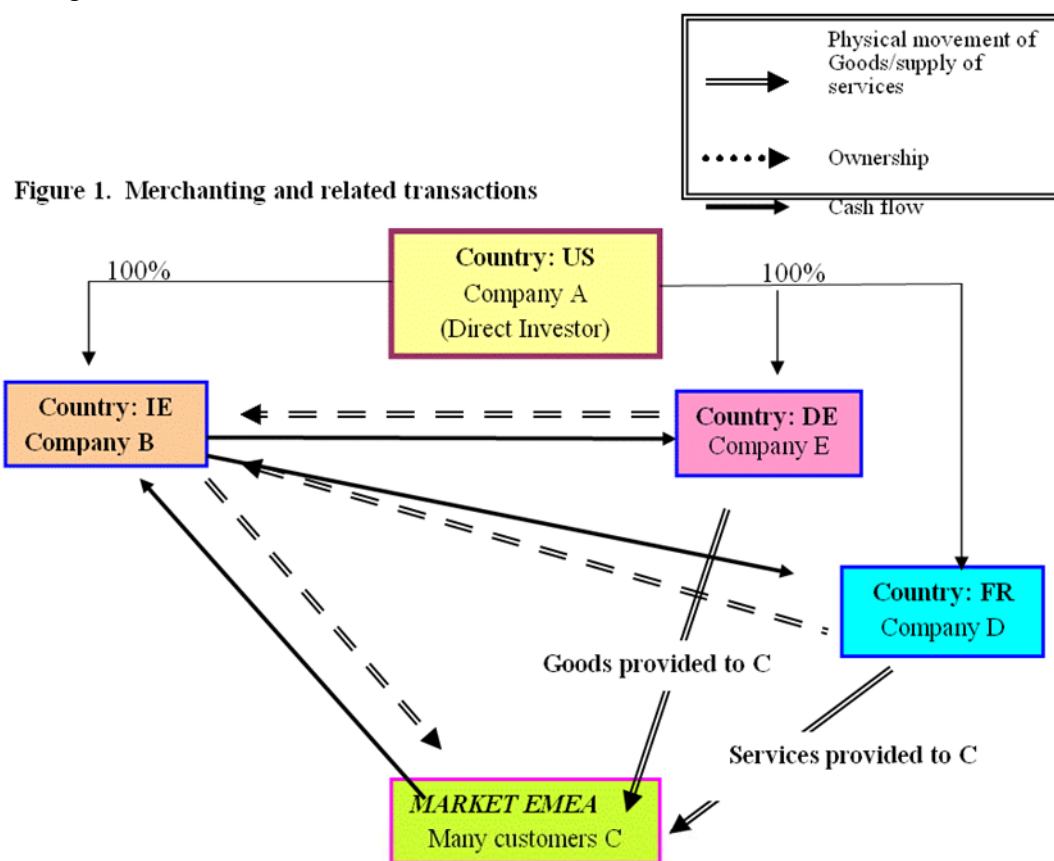 Physical movement of
Goods/supply of
services
Ownership
Cash flow
Figure 1. Merchanting and related transactions
Country: US
Company A
(Direct Investor)
100%
100%
Country: IE
Company B
Country: DE
Company E
Country: FR
Company D
Goods provided to C
Services provided to C
MARKET EMEA
Many customers C